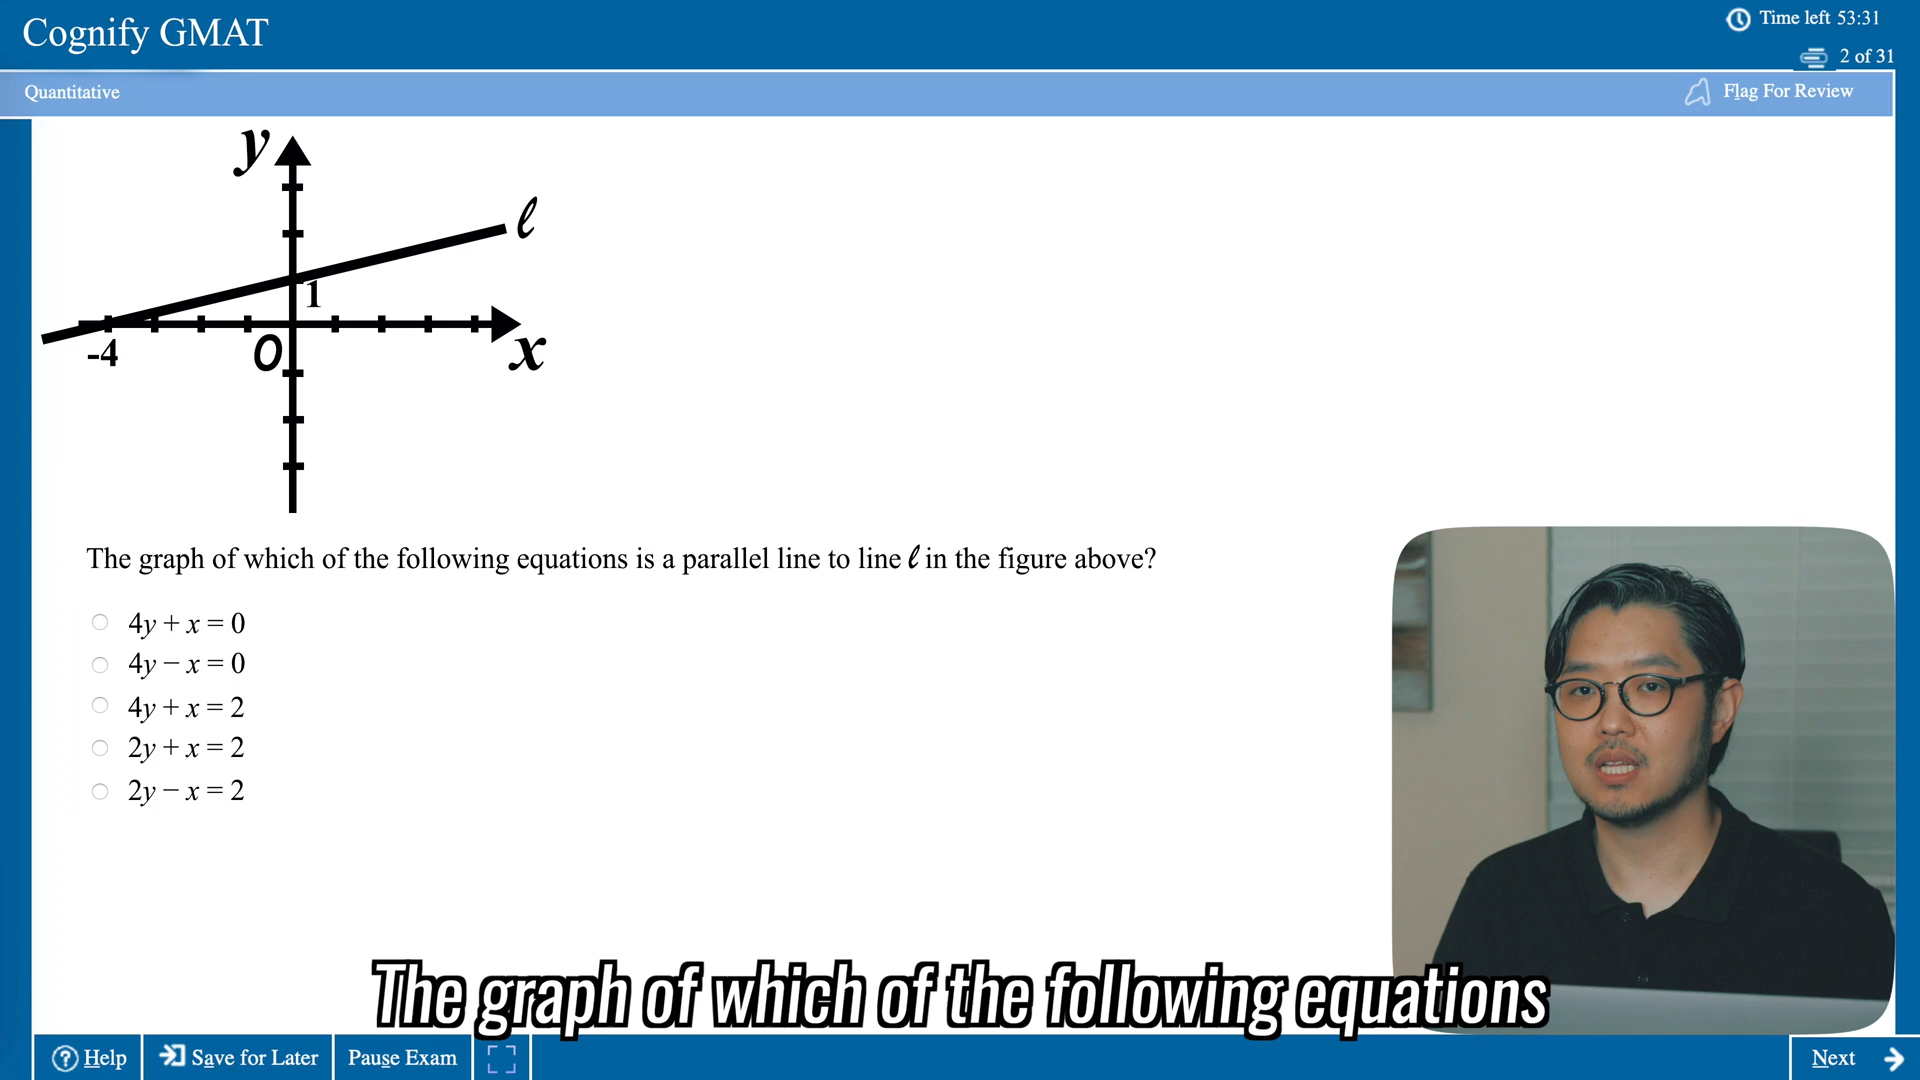 Cognify GMAT
Time left 53:31
2 of 31
Quantitative
Flag For Review
y
ℓ
1
-4
O
x
The graph of which of the following equations is a parallel line to line ℓ in the figure above?
4y + x = 0
4y − x = 0
4y + x = 2
2y + x = 2
2y − x = 2
The graph of which of the following equations
Help
Save for Later
Pause Exam
Next